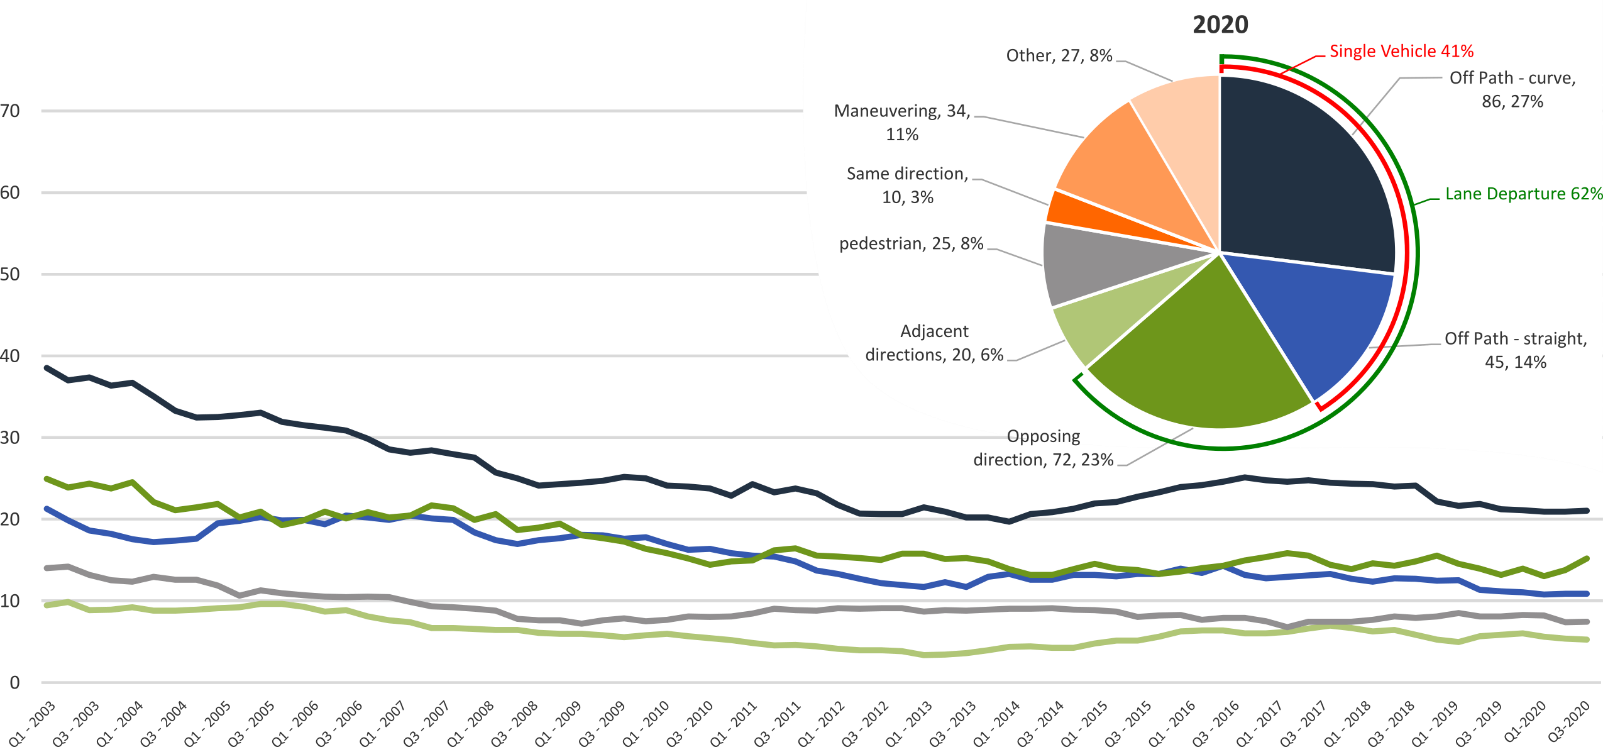 2020
Single Vehicle 41%
Other, 27, 8%
Off Path - curve,
86, 27%
Maneuvering, 34,
11%
Same direction,
10, 3%
Lane Departure 62%
pedestrian, 25, 8%
Adjacent
directions, 20, 6%
Off Path - straight,
45, 14%
Opposing
direction, 72, 23%
70
60
50
40
30
20
10
0
Q1 - 2003
Q3 - 2003
Q1 - 2004
Q3 - 2004
Q1 - 2005
Q3 - 2005
Q1 - 2006
Q3 - 2006
Q1 - 2007
Q3 - 2007
Q1 - 2008
Q3 - 2008
Q1 - 2009
Q3 - 2009
Q1 - 2010
Q3 - 2010
Q1 - 2011
Q3 - 2011
Q1 - 2012
Q3 - 2012
Q1 - 2013
Q3 - 2013
Q1 - 2014
Q3 - 2014
Q1 - 2015
Q3 - 2015
Q1 - 2016
Q3 - 2016
Q1 - 2017
Q3 - 2017
Q1 - 2018
Q3 - 2018
Q1 - 2019
Q3 - 2019
Q1 - 2020
Q3 - 2020